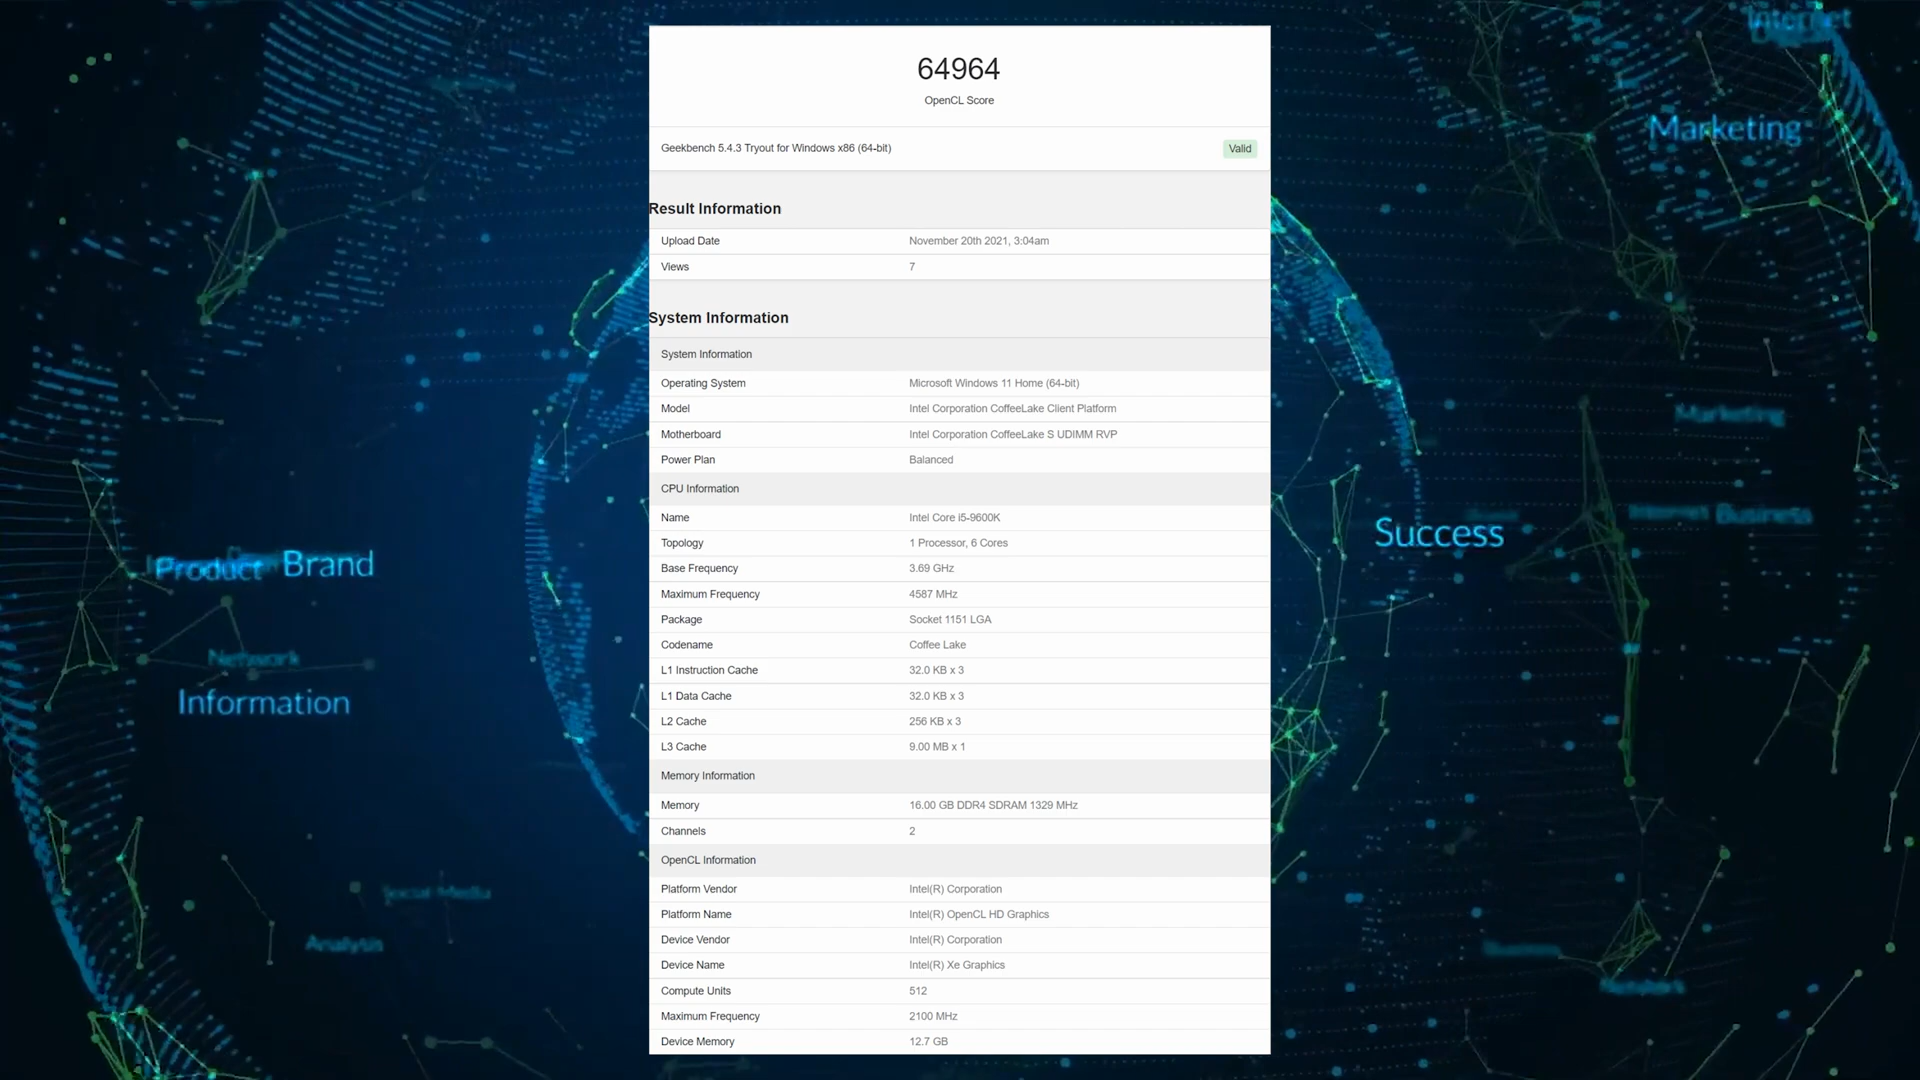 64964
OpenCL Score
Geekbench 5.4.3 Tryout for Windows x86 (64-bit) Valid
Result Information
Upload Date November 20th 2021, 3:04am
Views 7
System Information
System Information
Operating System Microsoft Windows 11 Home (64-bit)
Model Intel Corporation CoffeeLake Client Platform
Motherboard Intel Corporation CoffeeLake S UDIMM RVP
Power Plan Balanced
CPU Information
Name Intel Core i5-9600K
Topology 1 Processor, 6 Cores
Base Frequency 3.69 GHz
Maximum Frequency 4587 MHz
Package Socket 1151 LGA
Codename Coffee Lake
L1 Instruction Cache 32.0 KB x 3
L1 Data Cache 32.0 KB x 3
L2 Cache 256 KB x 3
L3 Cache 9.00 MB x 1
Memory Information
Memory 16.00 GB DDR4 SDRAM 1329 MHz
Channels 2
OpenCL Information
Platform Vendor Intel(R) Corporation
Platform Name Intel(R) OpenCL HD Graphics
Device Vendor Intel(R) Corporation
Device Name Intel(R) Xe Graphics
Compute Units 512
Maximum Frequency 2100 MHz
Device Memory 12.7 GB
Product Brand
Network
Information
Social Media
Analysis
Internet
Marketing
Marketing
Internet Business
Success